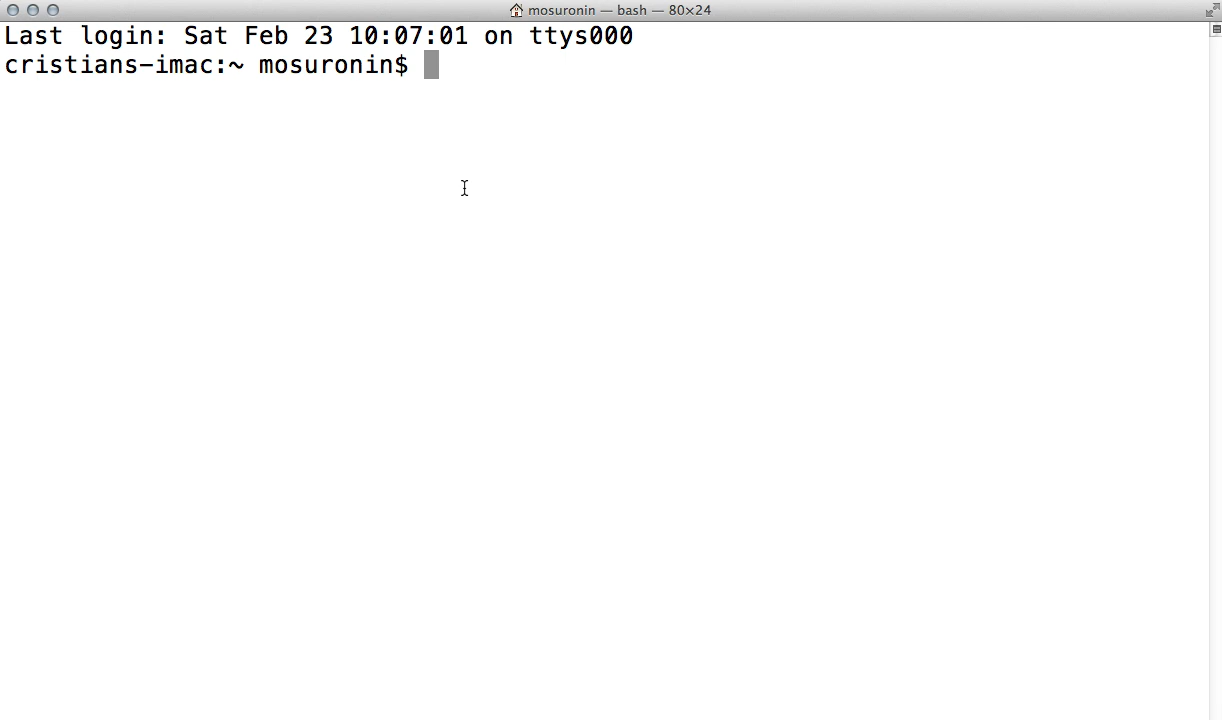 mosuronin — bash — 80×24
Last login: Sat Feb 23 10:07:01 on ttys000
cristians-imac:~ mosuronin$